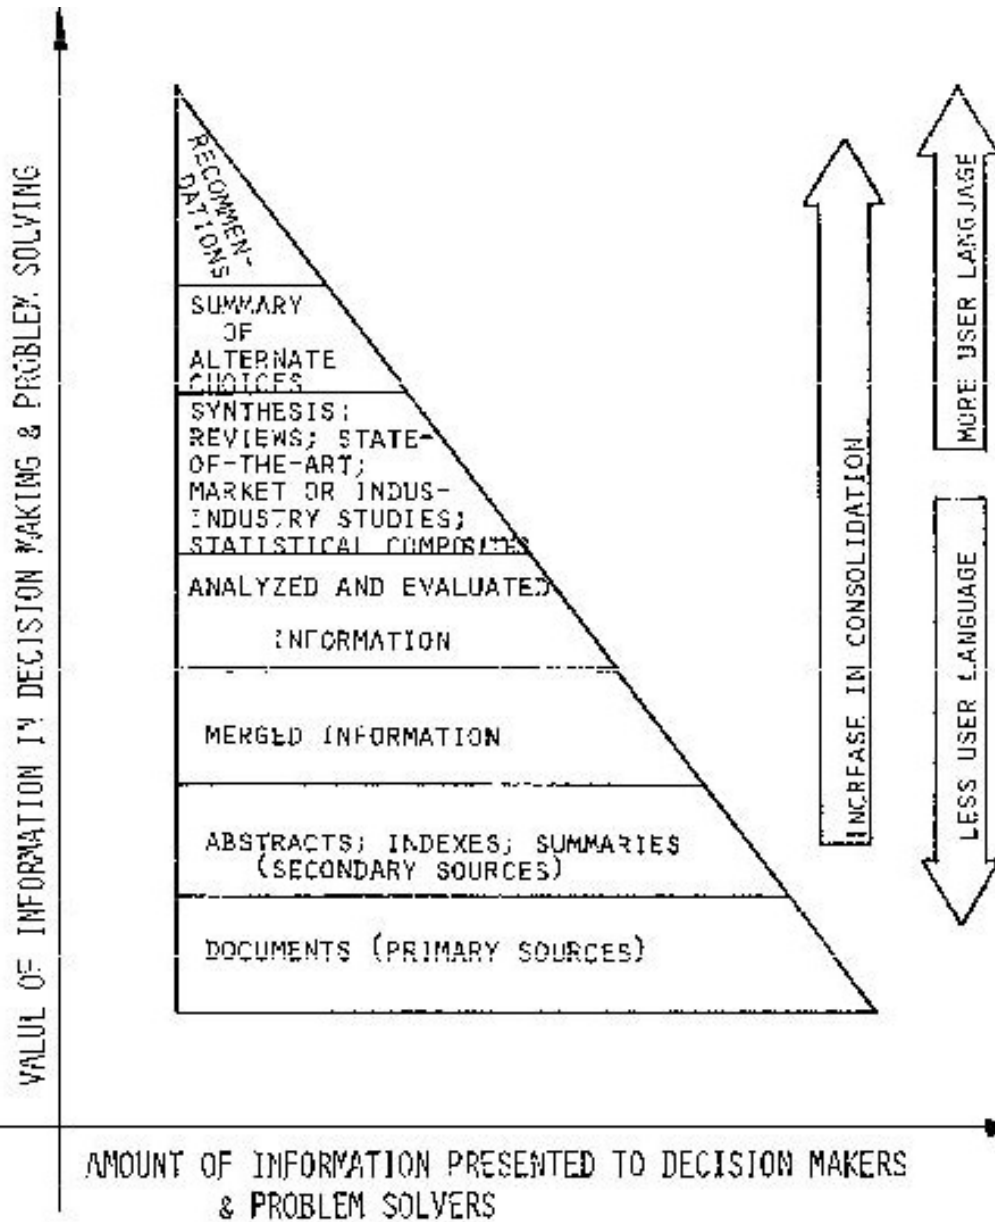 VALUE OF INFORMATION IN DECISION MAKING & PROBLEM SOLVING
RECOMMEN-
DATIONS
SUMMARY
OF
ALTERNATE
CHOICES
SYNTHESIS;
REVIEWS; STATE-
OF-THE-ART;
MARKET OR INDUS-
INDUSTRY STUDIES;
STATISTICAL COMPOSITES
ANALYZED AND EVALUATED
INFORMATION
MERGED INFORMATION
ABSTRACTS; INDEXES; SUMMARIES
(SECONDARY SOURCES)
DOCUMENTS (PRIMARY SOURCES)
INCREASE IN CONSOLIDATION
MORE USER LANGUAGE
LESS USER LANGUAGE
AMOUNT OF INFORMATION PRESENTED TO DECISION MAKERS
& PROBLEM SOLVERS